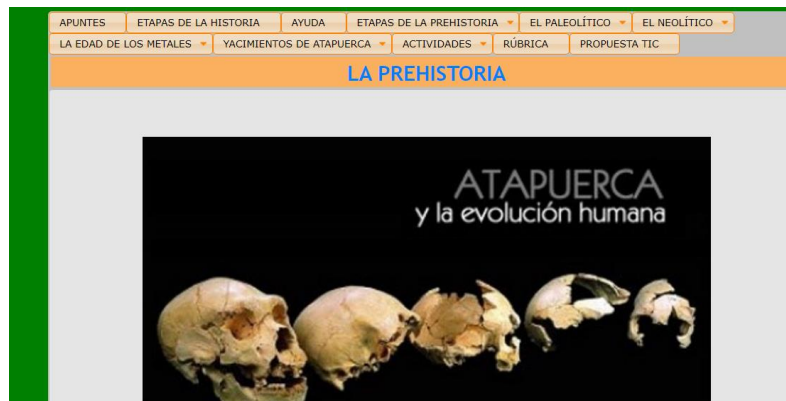 APUNTES ETAPAS DE LA HISTORIA AYUDA ETAPAS DE LA PREHISTORIA EL PALEOLÍTICO EL NEOLÍTICO
LA EDAD DE LOS METALES YACIMIENTOS DE ATAPUERCA ACTIVIDADES RÚBRICA PROPUESTA TIC
LA PREHISTORIA
ATAPUERCA
y la evolución humana